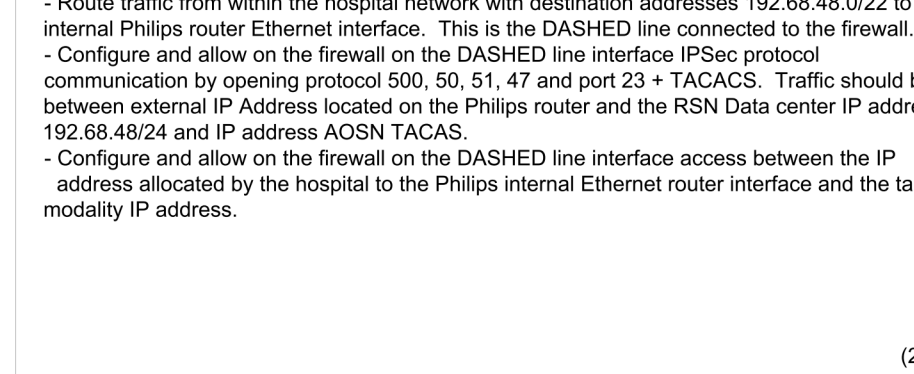 - Route traffic from within the hospital network with destination addresses 192.68.48.0/22 to
internal Philips router Ethernet interface. This is the DASHED line connected to the firewall.
- Configure and allow on the firewall on the DASHED line interface IPSec protocol
communication by opening protocol 500, 50, 51, 47 and port 23 + TACACS. Traffic should
between external IP Address located on the Philips router and the RSN Data center IP
192.68.48/24 and IP address AOSN TACAS.
- Configure and allow on the firewall on the DASHED line interface access between the IP
address allocated by the hospital to the Philips internal Ethernet router interface and the
modality IP address.
(2